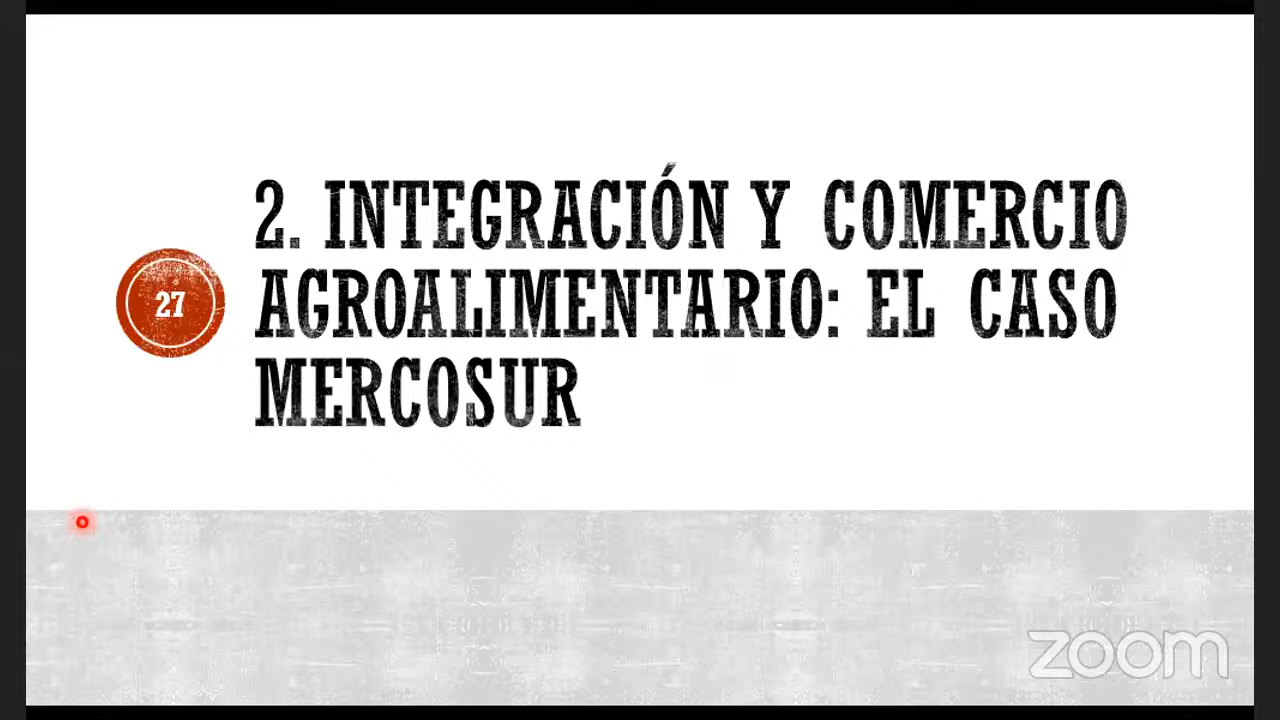 27
2. INTEGRACIÓN Y COMERCIO
AGROALIMENTARIO: EL CASO
MERCOSUR
zoom